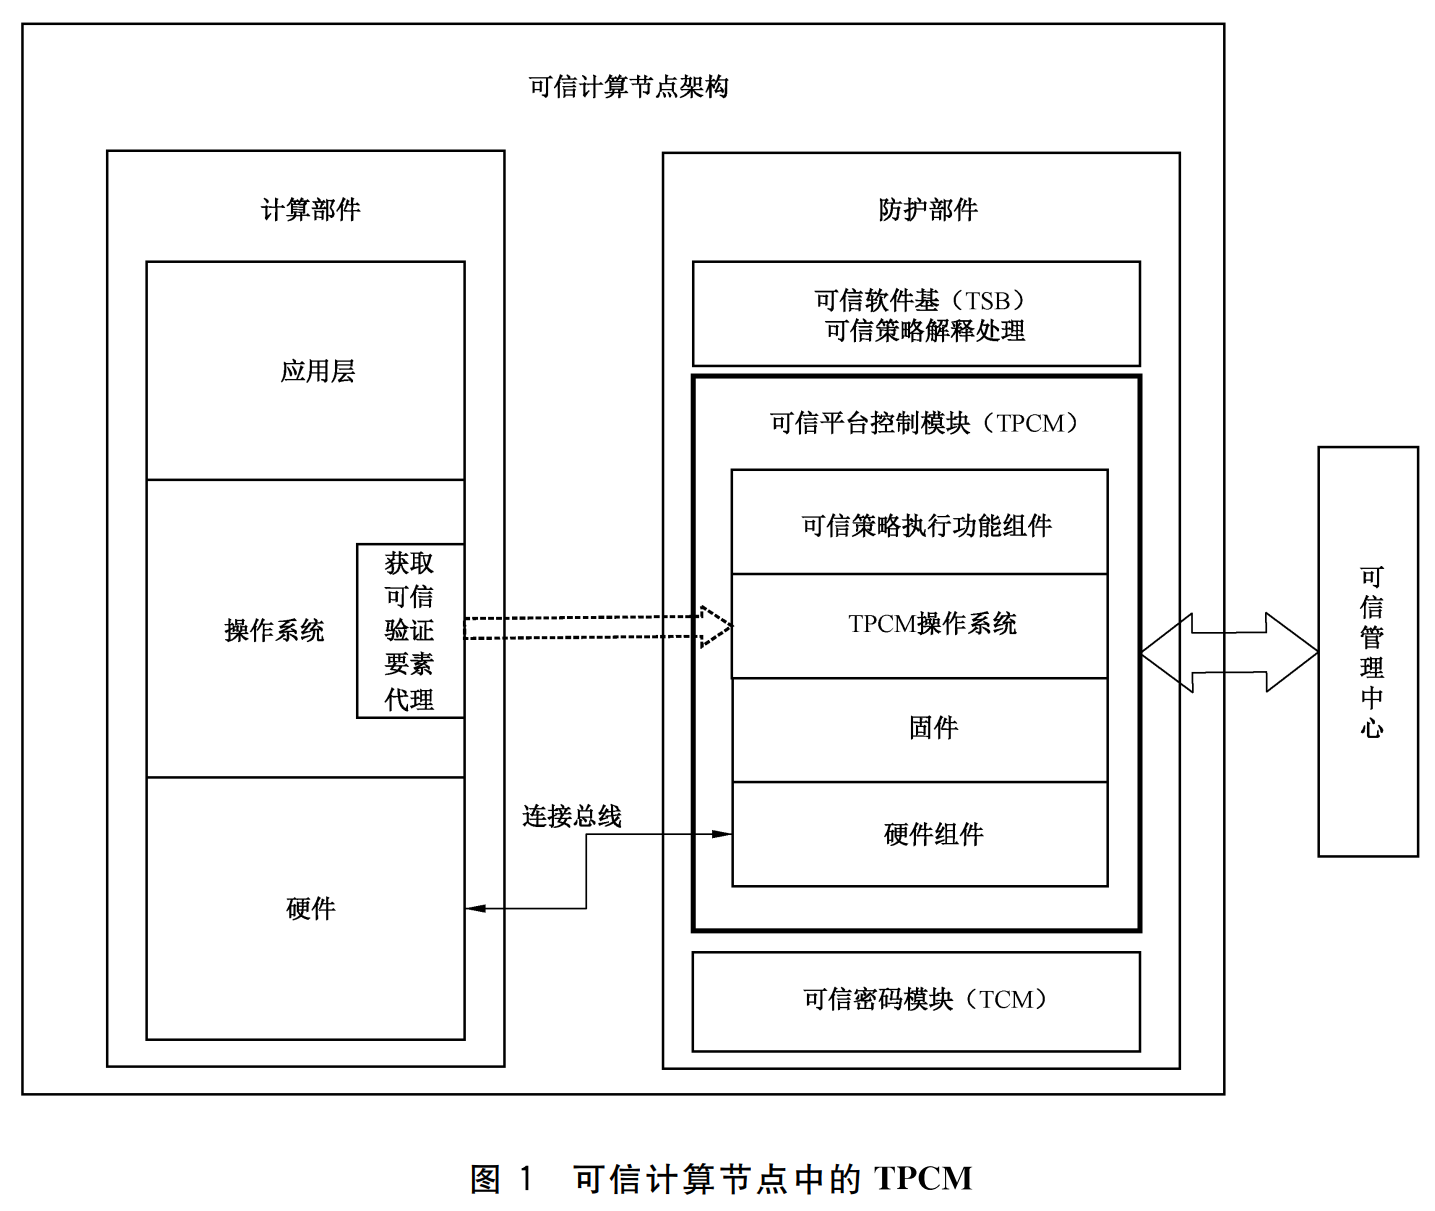 可信计算节点架构
计算部件
应用层
操作系统
获取
可信
验证
要素
代理
硬件
连接总线
防护部件
可信软件基（TSB）
可信策略解释处理
可信平台控制模块（TPCM）
可信策略执行功能组件
TPCM操作系统
固件
硬件组件
可信密码模块（TCM）
可
信
管
理
中
心
图 1 可信计算节点中的 TPCM